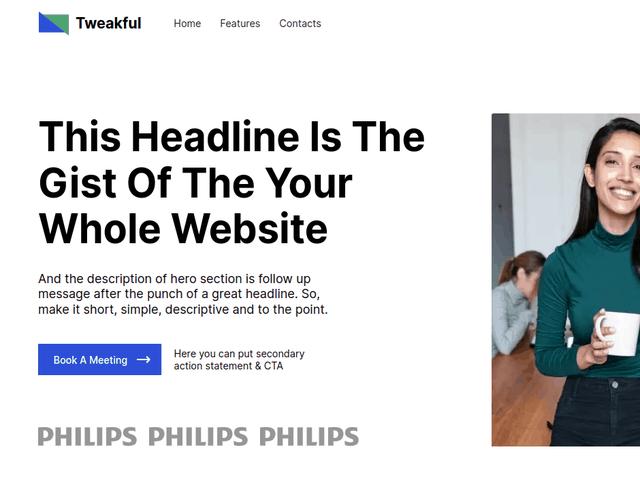 Tweakful
Home Features Contacts
This Headline Is The
Gist Of The Your
Whole Website
And the description of hero section is follow up
message after the punch of a great headline. So,
make it short, simple, descriptive and to the point.
Book A Meeting
Here you can put secondary
action statement & CTA
PHILIPS PHILIPS PHILIPS